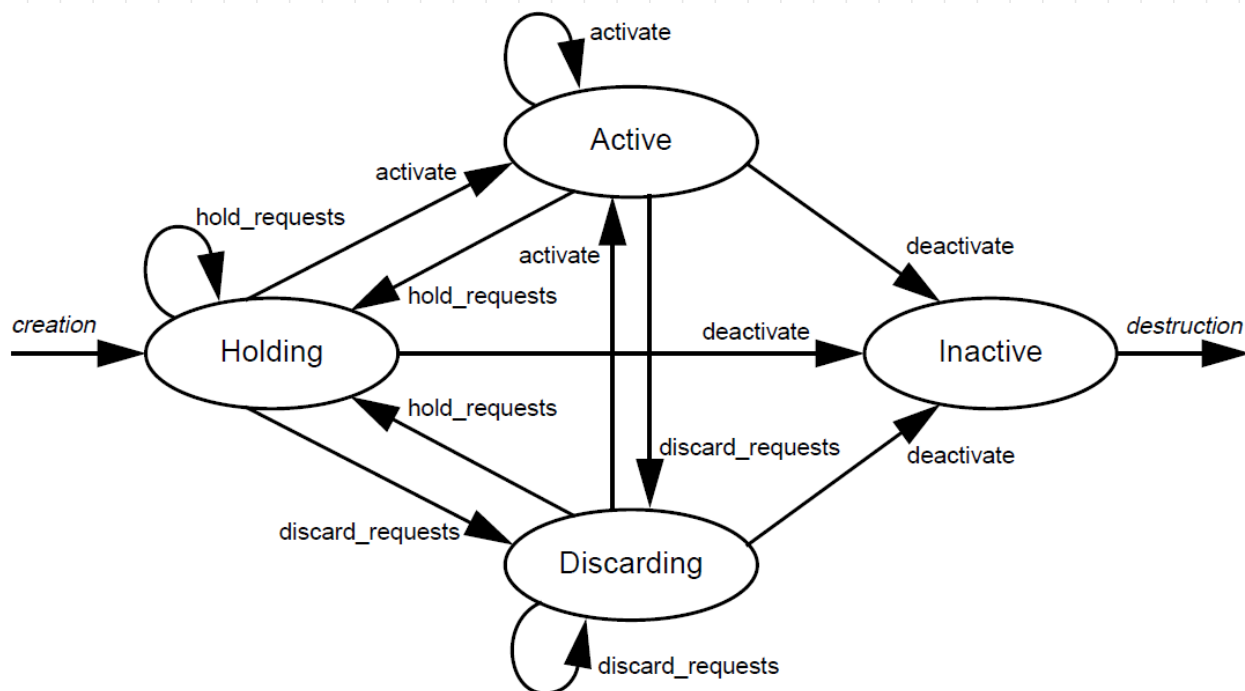 activate
Active
activate
hold_requests
activate
deactivate
hold_requests
creation
deactivate
destruction
Holding
Inactive
hold_requests
discard_requests
deactivate
discard_requests
Discarding
discard_requests